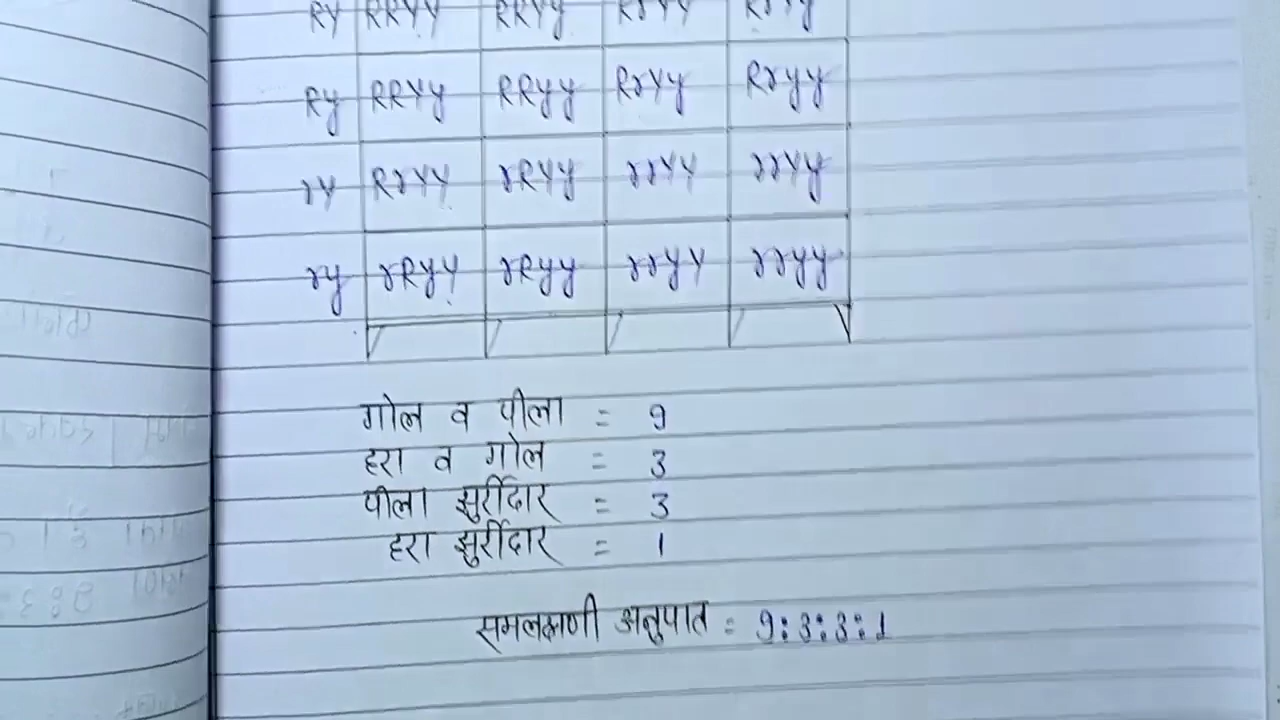 RY RRYY RRYy RrYY RrYy
Ry RRYy RRyy RrYy Rryy
rY RrYY rRYy rrYY rrYy
ry rRyY rRyy rryY rryy
गोल व पीला = 9
हरा व गोल = 3
पीला झुर्रीदार = 3
हरा झुर्रीदार = 1
समलक्षणी अनुपात = 9:3:3:1